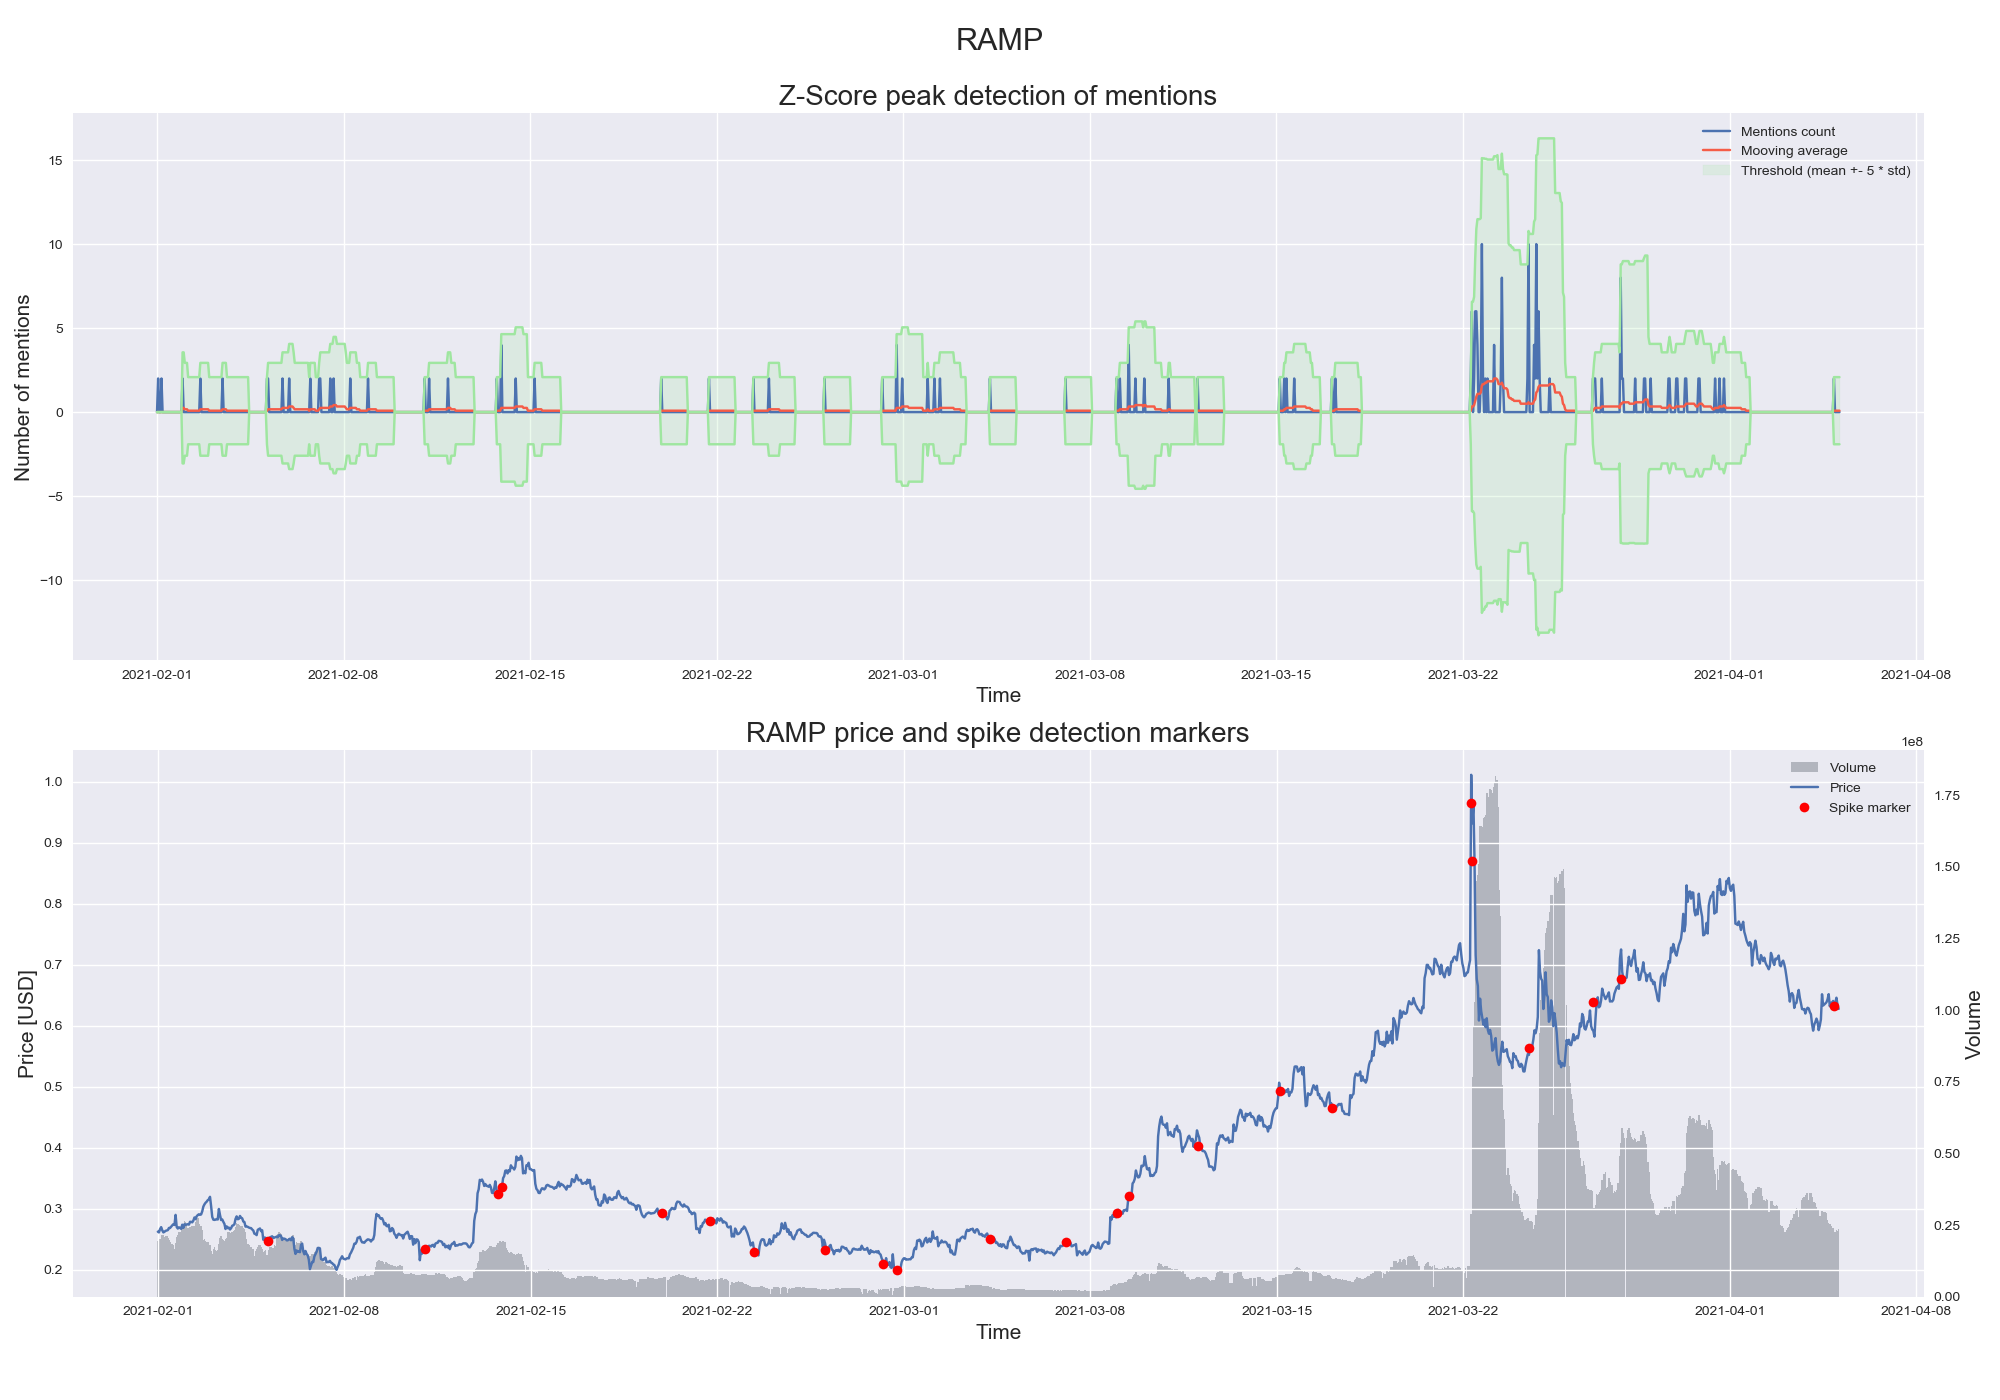 RAMP
Z-Score peak detection of mentions
Mentions count
Mooving average
Threshold (mean +- 5 * std)
Number of mentions
15
10
5
0
−5
−10
2021-02-01 2021-02-08 2021-02-15 2021-02-22 2021-03-01 2021-03-08 2021-03-15 2021-03-22 2021-04-01 2021-04-08
Time
RAMP price and spike detection markers
1e8
Volume
Price
Spike marker
Price [USD]
1.0
0.9
0.8
0.7
0.6
0.5
0.4
0.3
0.2
1.75
1.50
1.25
1.00
0.75
0.50
0.25
0.00
Volume
2021-02-01 2021-02-08 2021-02-15 2021-02-22 2021-03-01 2021-03-08 2021-03-15 2021-03-22 2021-04-01 2021-04-08
Time